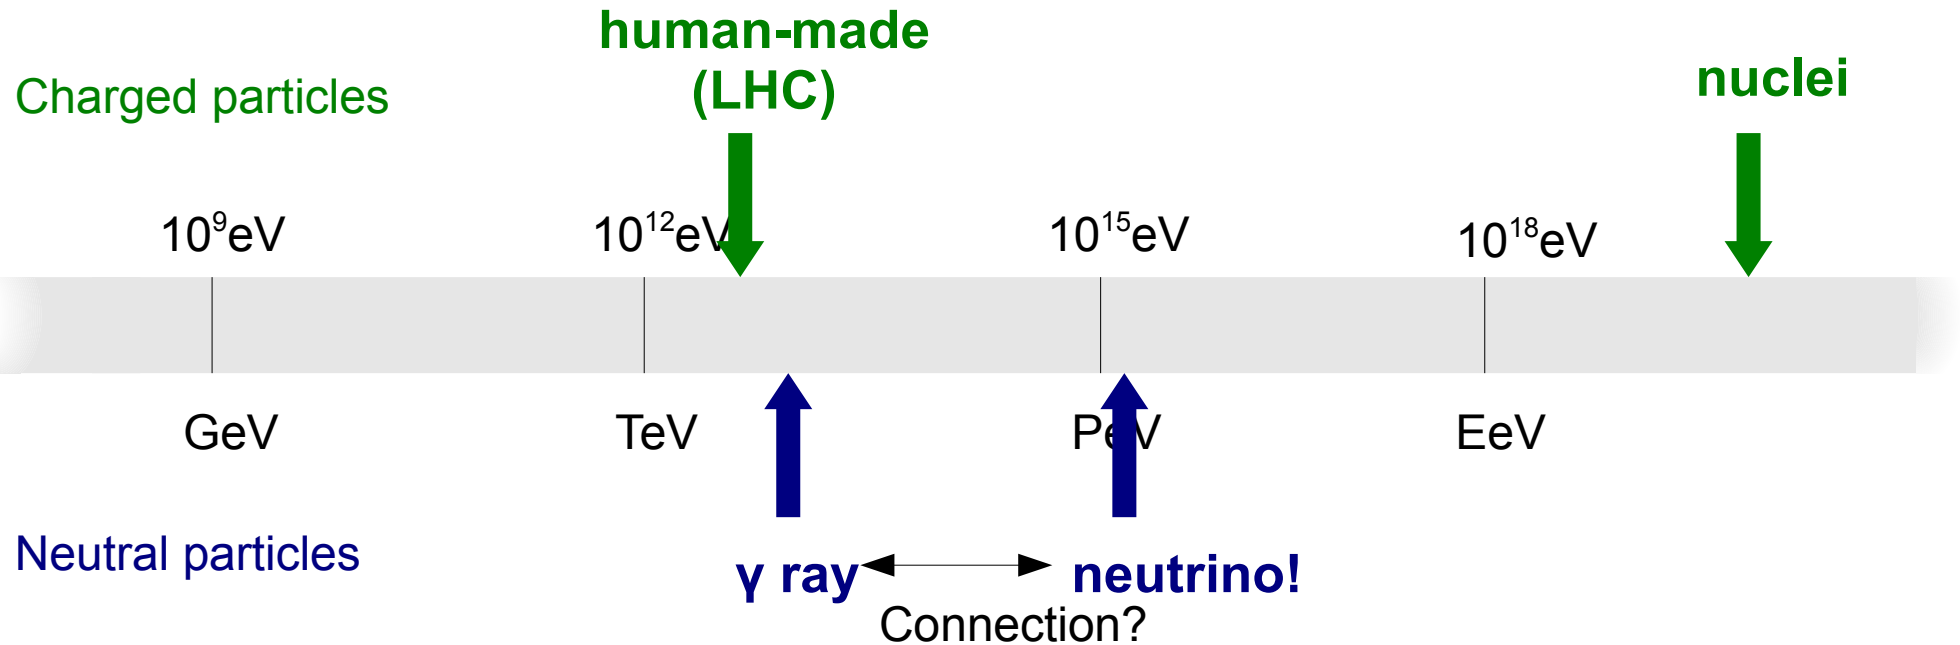 human-made
(LHC)
nuclei
Charged particles
10⁹eV
10¹²eV
10¹⁵eV
10¹⁸eV
GeV
TeV
PeV
EeV
Neutral particles
γ ray
neutrino!
Connection?